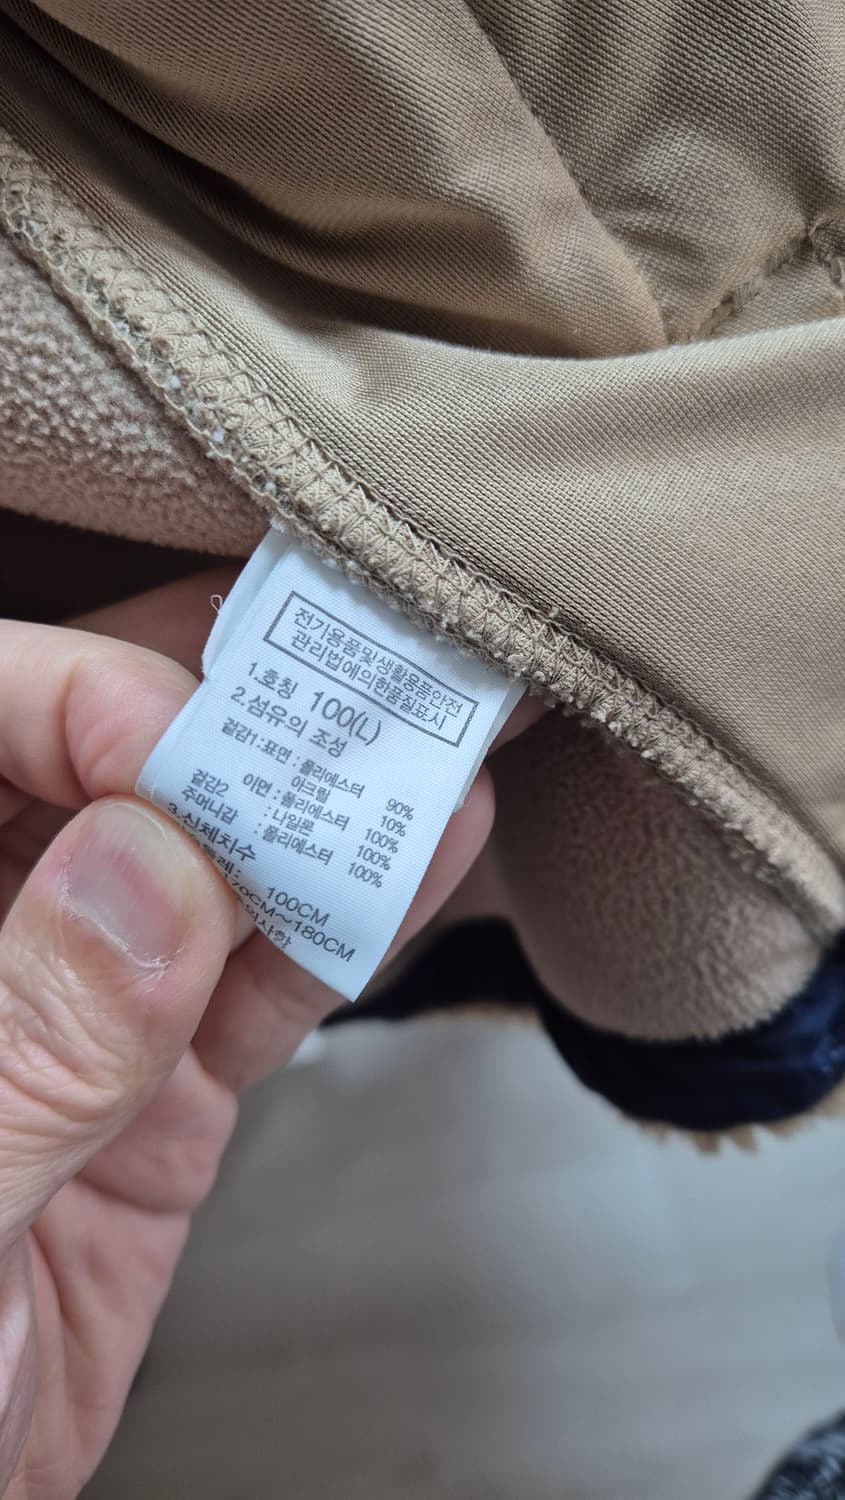 전기용품및생활용품안전
관리법에의한품질표시
1.호칭 100(L)
2.섬유의 조성
겉감1:표면 : 폴리에스터 90%
아크릴 10%
이면 : 폴리에스터 100%
겉감2 : 나일론 100%
주머니감 : 폴리에스터 100%
3.신체치수
100CM
170CM~180CM